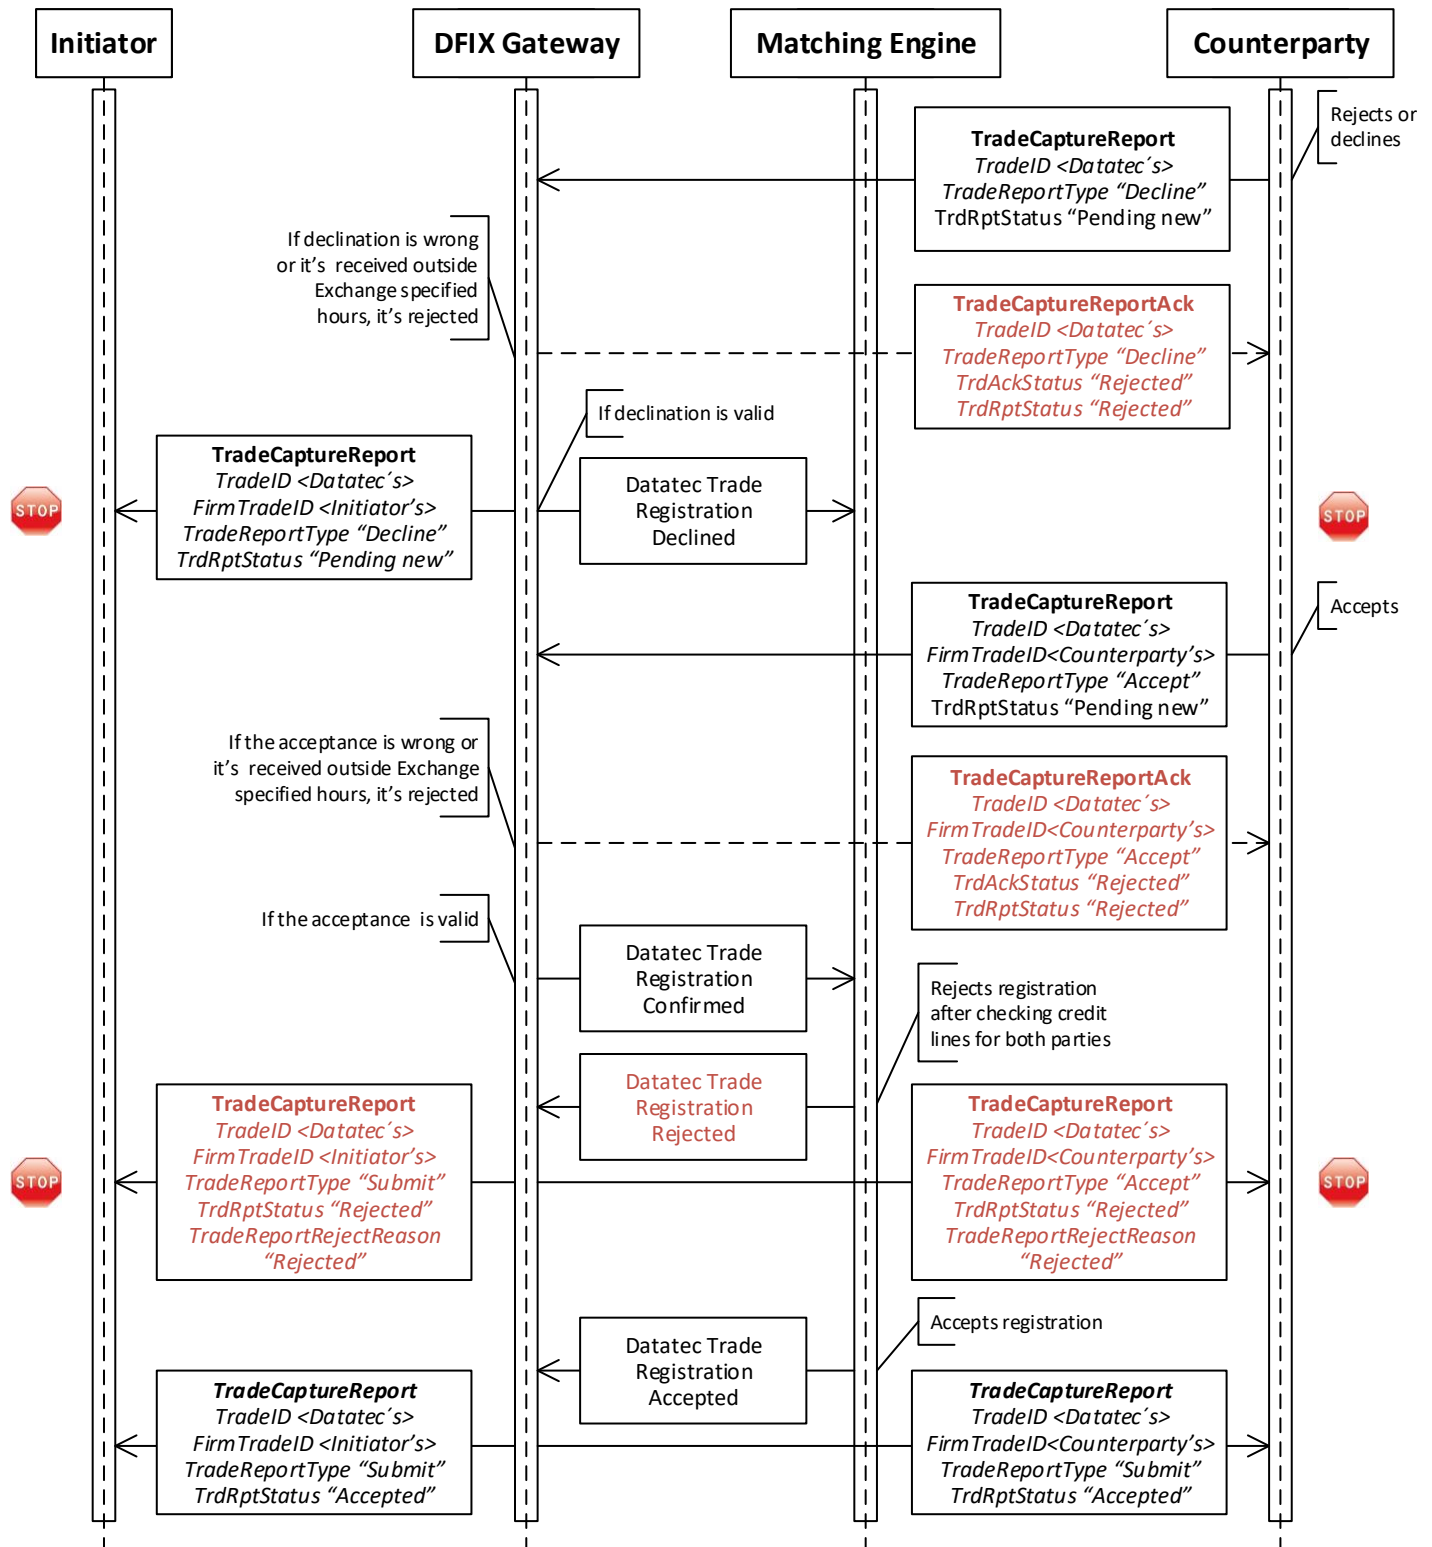 Initiator
DFIX Gateway
Matching Engine
Counterparty
Rejects or
declines
TradeCaptureReport
TradeID <Datatec´s>
TradeReportType “Decline”
TrdRptStatus “Pending new”
If declination is wrong
or it’s received outside
Exchange specified
hours, it’s rejected
TradeCaptureReportAck
TradeID <Datatec´s>
TradeReportType “Decline”
TrdAckStatus “Rejected”
TrdRptStatus “Rejected”
If declination is valid
TradeCaptureReport
TradeID <Datatec´s>
FirmTradeID <Initiator’s>
TradeReportType “Decline”
TrdRptStatus “Pending new”
Datatec Trade
Registration
Declined
STOP
STOP
TradeCaptureReport
TradeID <Datatec´s>
FirmTradeID<Counterparty’s>
TradeReportType “Accept”
TrdRptStatus “Pending new”
Accepts
If the acceptance is wrong or
it’s received outside Exchange
specified hours, it’s rejected
TradeCaptureReportAck
TradeID <Datatec´s>
FirmTradeID<Counterparty’s>
TradeReportType “Accept”
TrdAckStatus “Rejected”
TrdRptStatus “Rejected”
If the acceptance is valid
Datatec Trade
Registration
Confirmed
Rejects registration
after checking credit
lines for both parties
Datatec Trade
Registration
Rejected
TradeCaptureReport
TradeID <Datatec´s>
FirmTradeID <Initiator’s>
TradeReportType “Submit”
TrdRptStatus “Rejected”
TradeReportRejectReason
“Rejected”
TradeCaptureReport
TradeID <Datatec´s>
FirmTradeID<Counterparty’s>
TradeReportType “Accept”
TrdRptStatus “Rejected”
TradeReportRejectReason
“Rejected”
STOP
STOP
Accepts registration
Datatec Trade
Registration
Accepted
TradeCaptureReport
TradeID <Datatec´s>
FirmTradeID <Initiator’s>
TradeReportType “Submit”
TrdRptStatus “Accepted”
TradeCaptureReport
TradeID <Datatec´s>
FirmTradeID<Counterparty’s>
TradeReportType “Submit”
TrdRptStatus “Accepted”